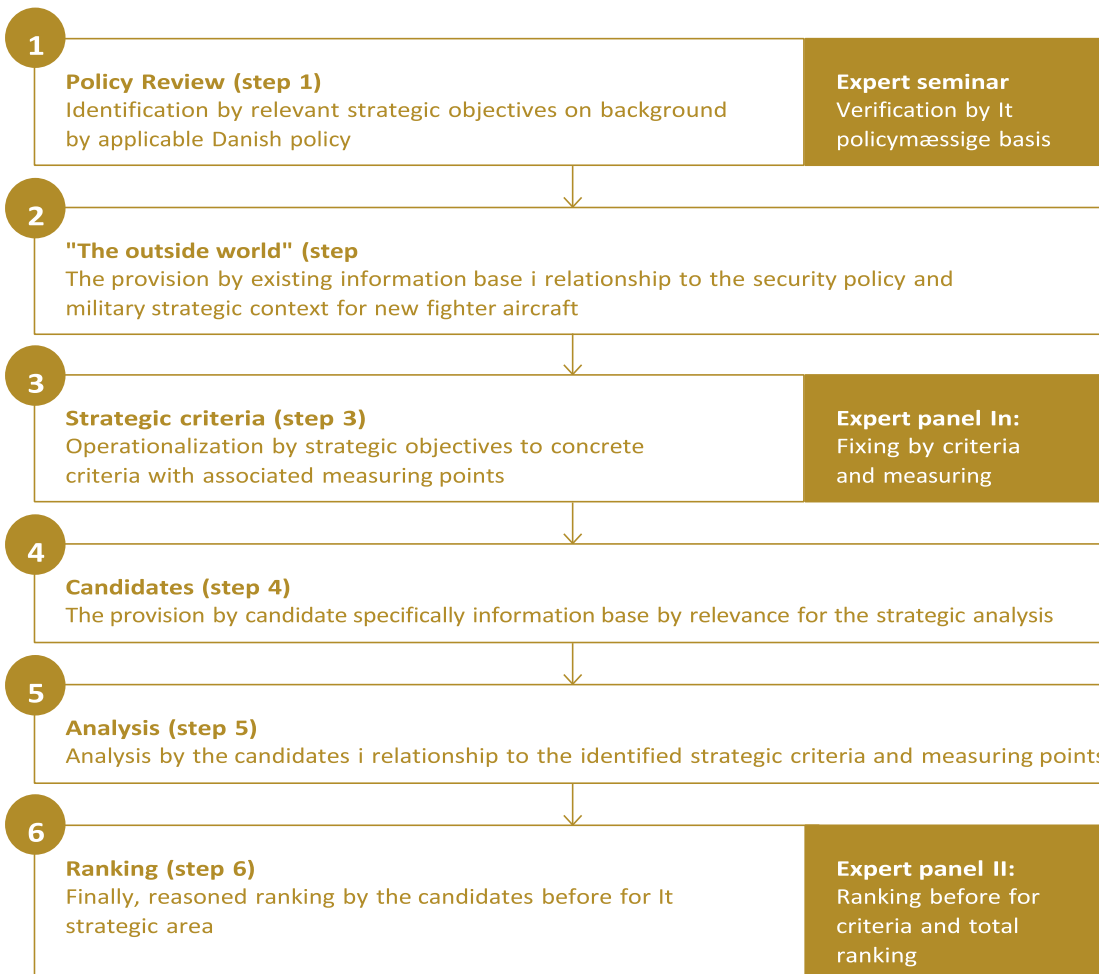 1
Policy Review (step 1)
Identification by relevant strategic objectives on background
by applicable Danish policy
Expert seminar
Verification by It
policymæssige basis
2
"The outside world" (step
The provision by existing information base i relationship to the security policy and
military strategic context for new fighter aircraft
3
Strategic criteria (step 3)
Operationalization by strategic objectives to concrete
criteria with associated measuring points
Expert panel In:
Fixing by criteria
and measuring
4
Candidates (step 4)
The provision by candidate specifically information base by relevance for the strategic analysis
5
Analysis (step 5)
Analysis by the candidates i relationship to the identified strategic criteria and measuring points
6
Ranking (step 6)
Finally, reasoned ranking by the candidates before for It
strategic area
Expert panel II:
Ranking before for
criteria and total
ranking